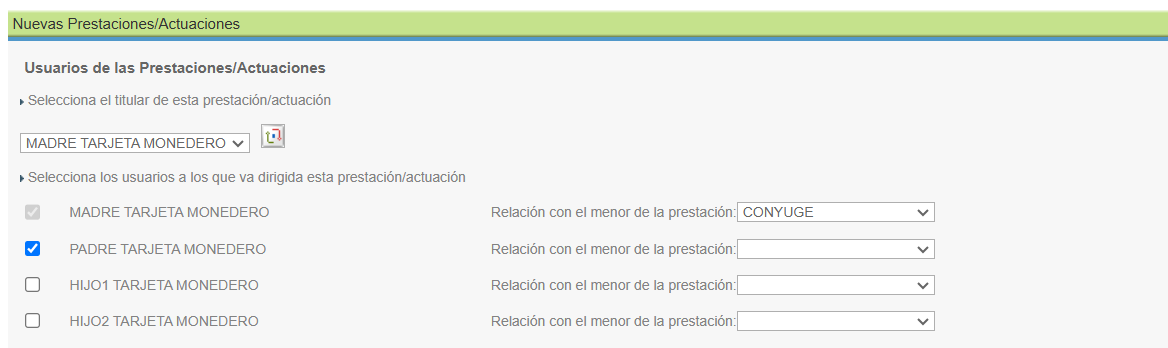 Nuevas Prestaciones/Actuaciones
Usuarios de las Prestaciones/Actuaciones
Selecciona el titular de esta prestación/actuación
MADRE TARJETA MONEDERO
Selecciona los usuarios a los que va dirigida esta prestación/actuación
MADRE TARJETA MONEDERO Relación con el menor de la prestación: CONYUGE
PADRE TARJETA MONEDERO Relación con el menor de la prestación:
HIJO1 TARJETA MONEDERO Relación con el menor de la prestación:
HIJO2 TARJETA MONEDERO Relación con el menor de la prestación: